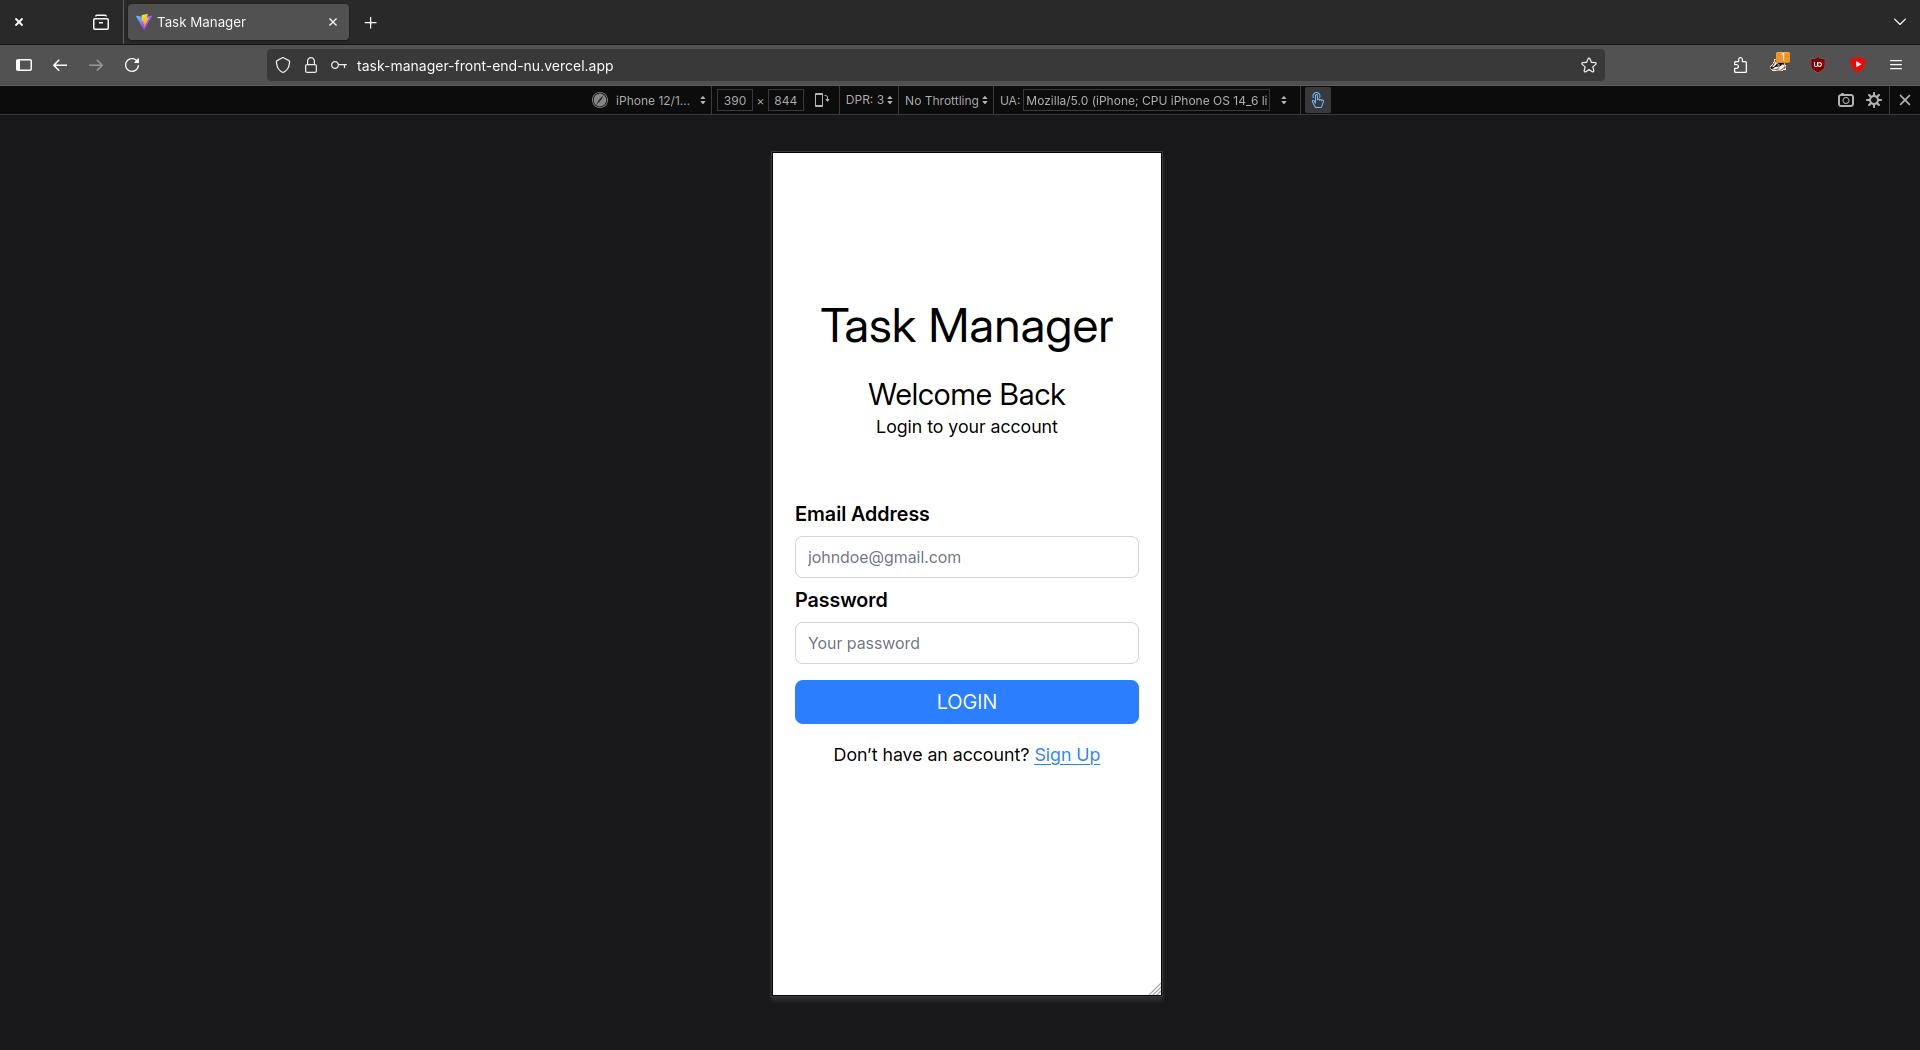 Task Manager
task-manager-front-end-nu.vercel.app
1
iPhone 12/1... 390 × 844 DPR: 3 No Throttling UA: Mozilla/5.0 (iPhone; CPU iPhone OS 14_6 li
Task Manager
Welcome Back
Login to your account
Email Address
johndoe@gmail.com
Password
Your password
LOGIN
Don’t have an account? Sign Up